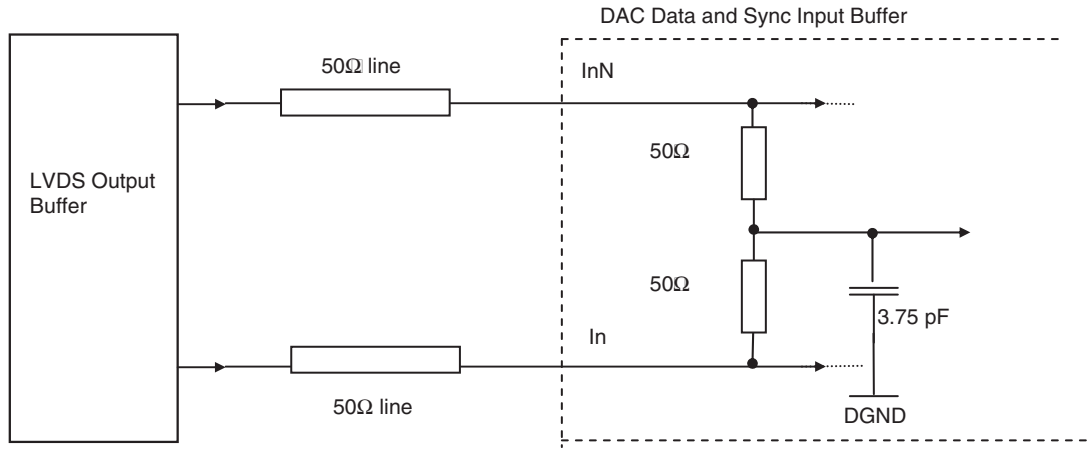 DAC Data and Sync Input Buffer
50Ω line
InN
50Ω
LVDS Output
Buffer
50Ω
3.75 pF
In
50Ω line
DGND